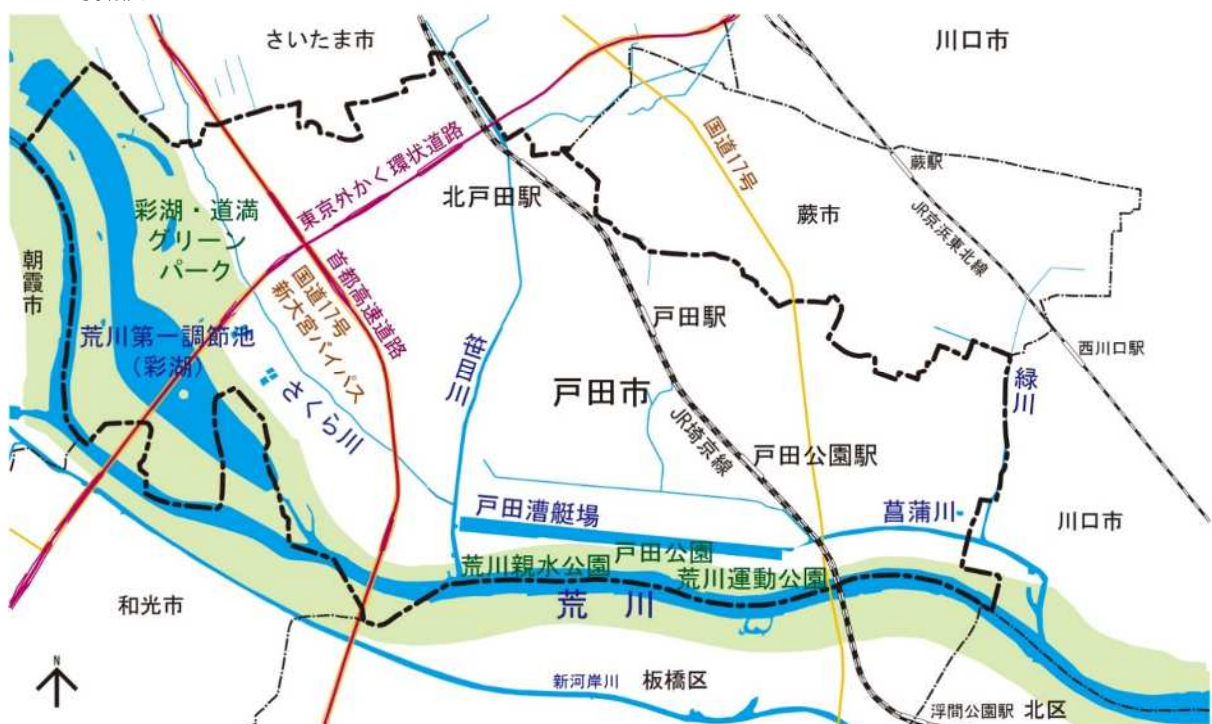 さいたま市
川口市
国道17号
蕨駅
東京外かく環状道路
北戸田駅
蕨市
JR京浜東北線
彩湖・道満
グリーン
パーク
朝霞市
首都高速道路
国道17号
新大宮バイパス
戸田駅
荒川第一調節池
(彩湖)
笹目川
西川口駅
緑川
さくら川
戸田市
JR埼京線
戸田公園駅
戸田漕艇場
菖蒲川
川口市
戸田公園
荒川親水公園
荒川運動公園
荒川
和光市
N
新河岸川
板橋区
浮間公園駅
北区